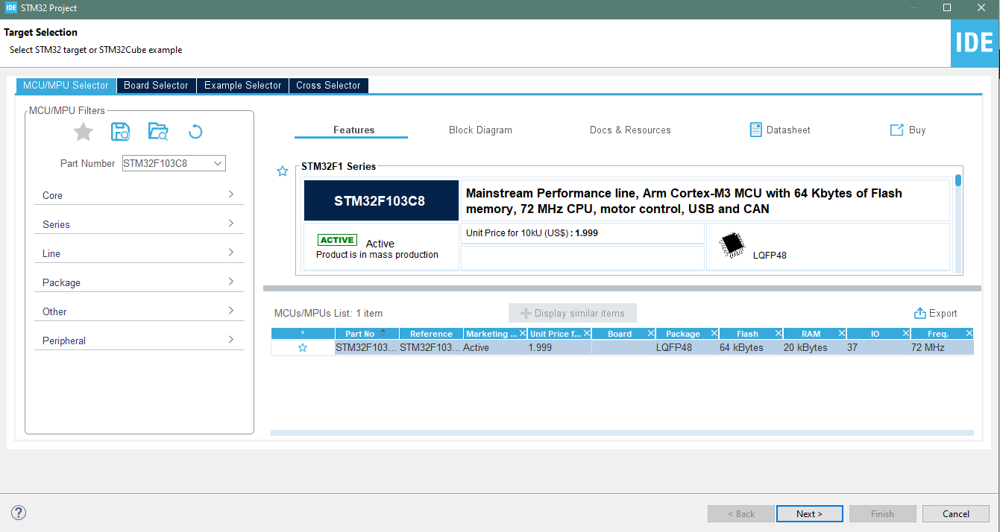 IDE STM32 Project
Target Selection
Select STM32 target or STM32Cube example
IDE
MCU/MPU Selector Board Selector Example Selector Cross Selector
MCU/MPU Filters
Part Number STM32F103C8
Core
Series
Line
Package
Other
Peripheral
Features Block Diagram Docs & Resources Datasheet Buy
STM32F1 Series
STM32F103C8
Mainstream Performance line, Arm Cortex-M3 MCU with 64 Kbytes of Flash
memory, 72 MHz CPU, motor control, USB and CAN
ACTIVE Active
Product is in mass production
Unit Price for 10kU (US$) : 1.999
LQFP48
MCUs/MPUs List: 1 item
Display similar items
Export
* Part No Reference Marketing ... Unit Price f... Board Package Flash RAM IO Freq.
STM32F103... STM32F103... Active 1.999 LQFP48 64 kBytes 20 kBytes 37 72 MHz
?
< Back Next > Finish Cancel